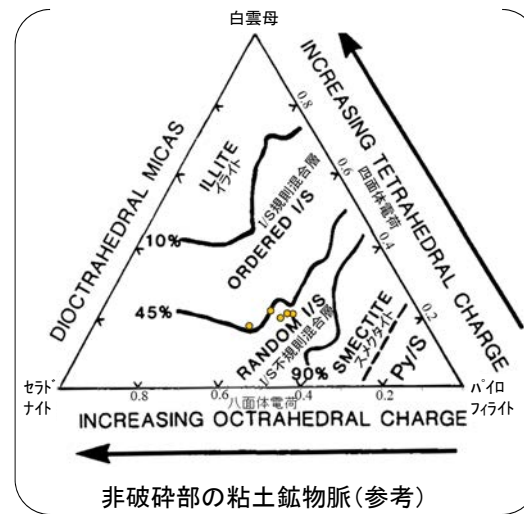 白雲母
INCREASING TETRAHEDRAL CHARGE
四面体電荷
DIOCTRAHEDRAL MICAS
0.8
0.6
0.4
0.2
ILLITE
イライト
I/S規則混合層
ORDERED I/S
10%
45%
RANDOM I/S
I/S不規則混合層
90%
SMECTITE
スメクタイト
Py/S
セラド
ナイト
0.8
0.6
0.4
0.2
パイロ
フィライト
八面体電荷
INCREASING OCTRAHEDRAL CHARGE
非破砕部の粘土鉱物脈(参考)